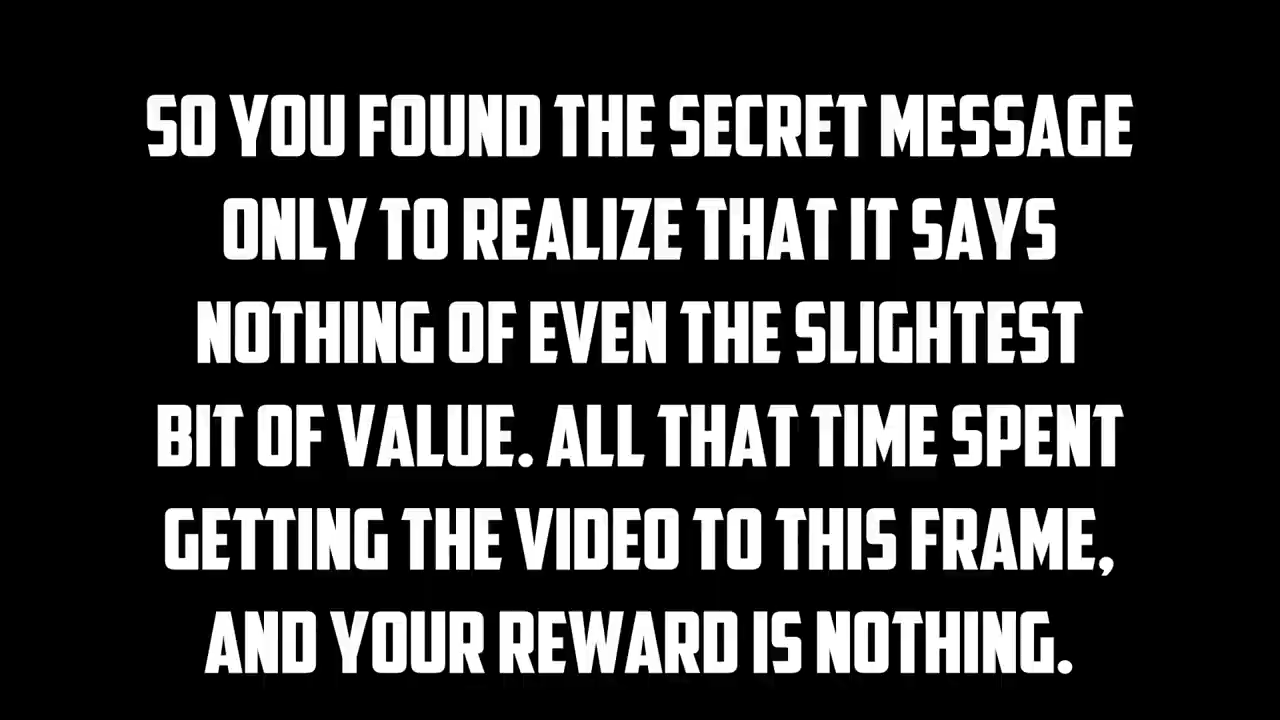 SO YOU FOUND THE SECRET MESSAGE
ONLY TO REALIZE THAT IT SAYS
NOTHING OF EVEN THE SLIGHTEST
BIT OF VALUE. ALL THAT TIME SPENT
GETTING THE VIDEO TO THIS FRAME,
AND YOUR REWARD IS NOTHING.